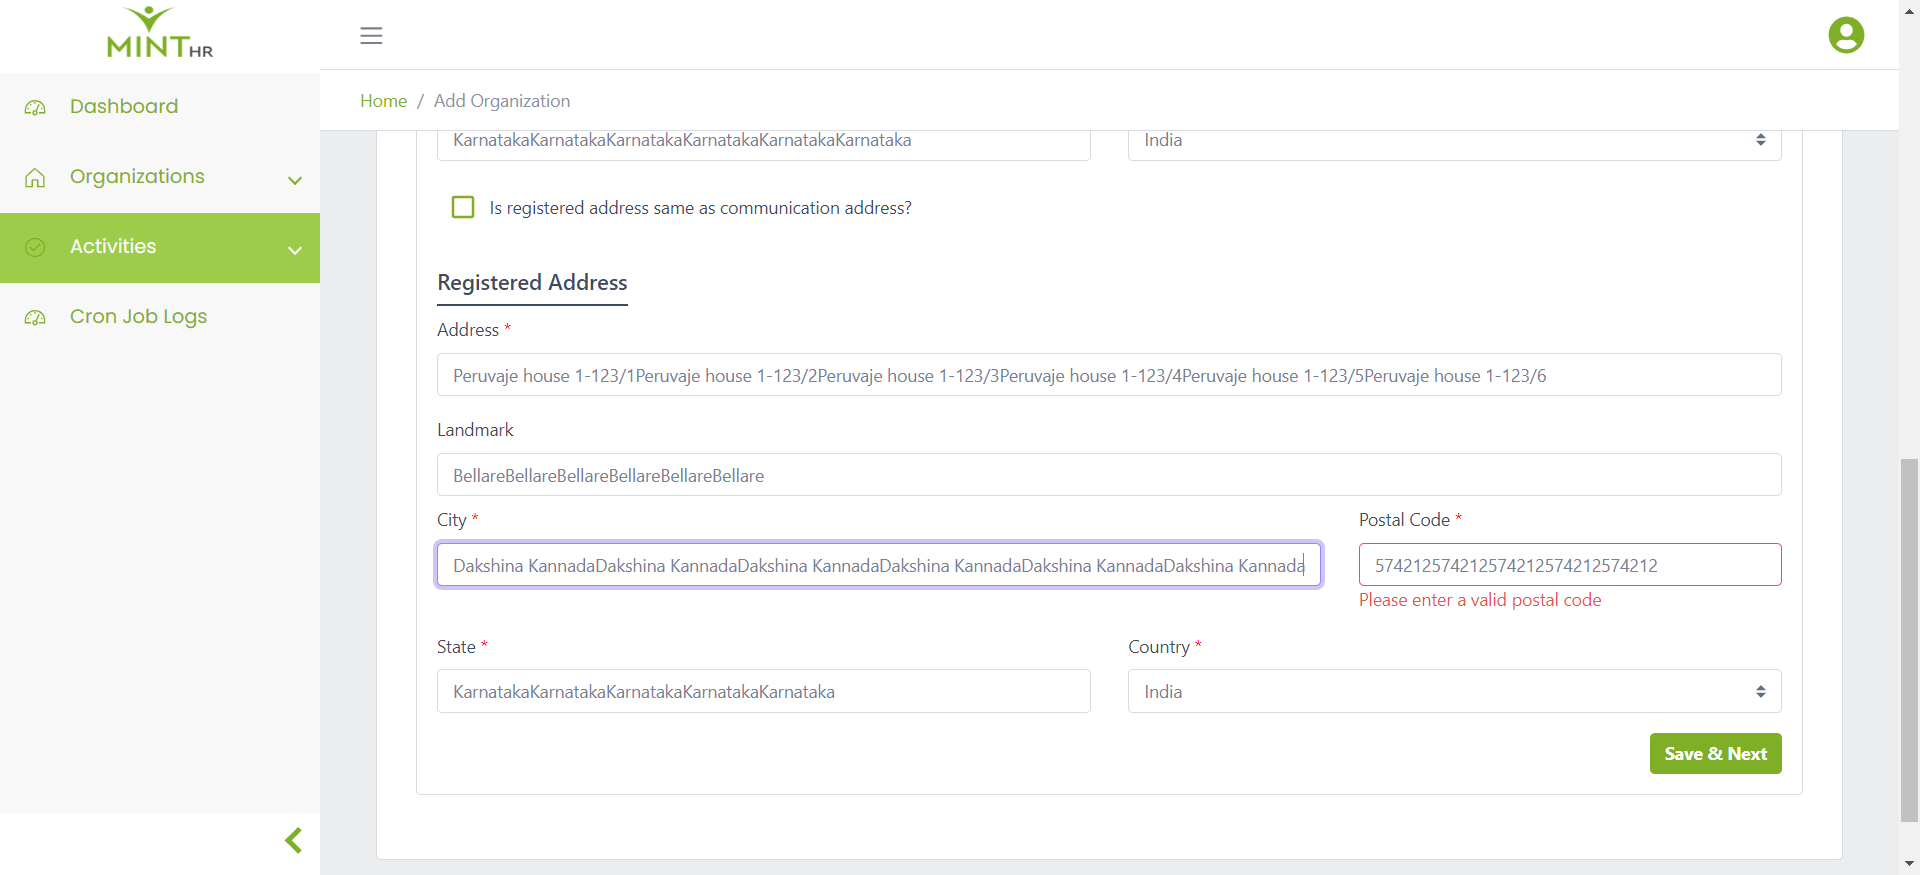 MINT HR
Home / Add Organization
Dashboard
Organizations
Activities
Cron Job Logs
KarnatakaKarnatakaKarnatakaKarnatakaKarnatakaKarnataka
India
Is registered address same as communication address?
Registered Address
Address *
Peruvaje house 1-123/1Peruvaje house 1-123/2Peruvaje house 1-123/3Peruvaje house 1-123/4Peruvaje house 1-123/5Peruvaje house 1-123/6
Landmark
BellareBellareBellareBellareBellareBellare
City *
Postal Code *
Dakshina KannadaDakshina KannadaDakshina KannadaDakshina KannadaDakshina KannadaDakshina Kannada
574212574212574212574212574212
Please enter a valid postal code
State *
Country *
KarnatakaKarnatakaKarnatakaKarnatakaKarnataka
India
Save & Next